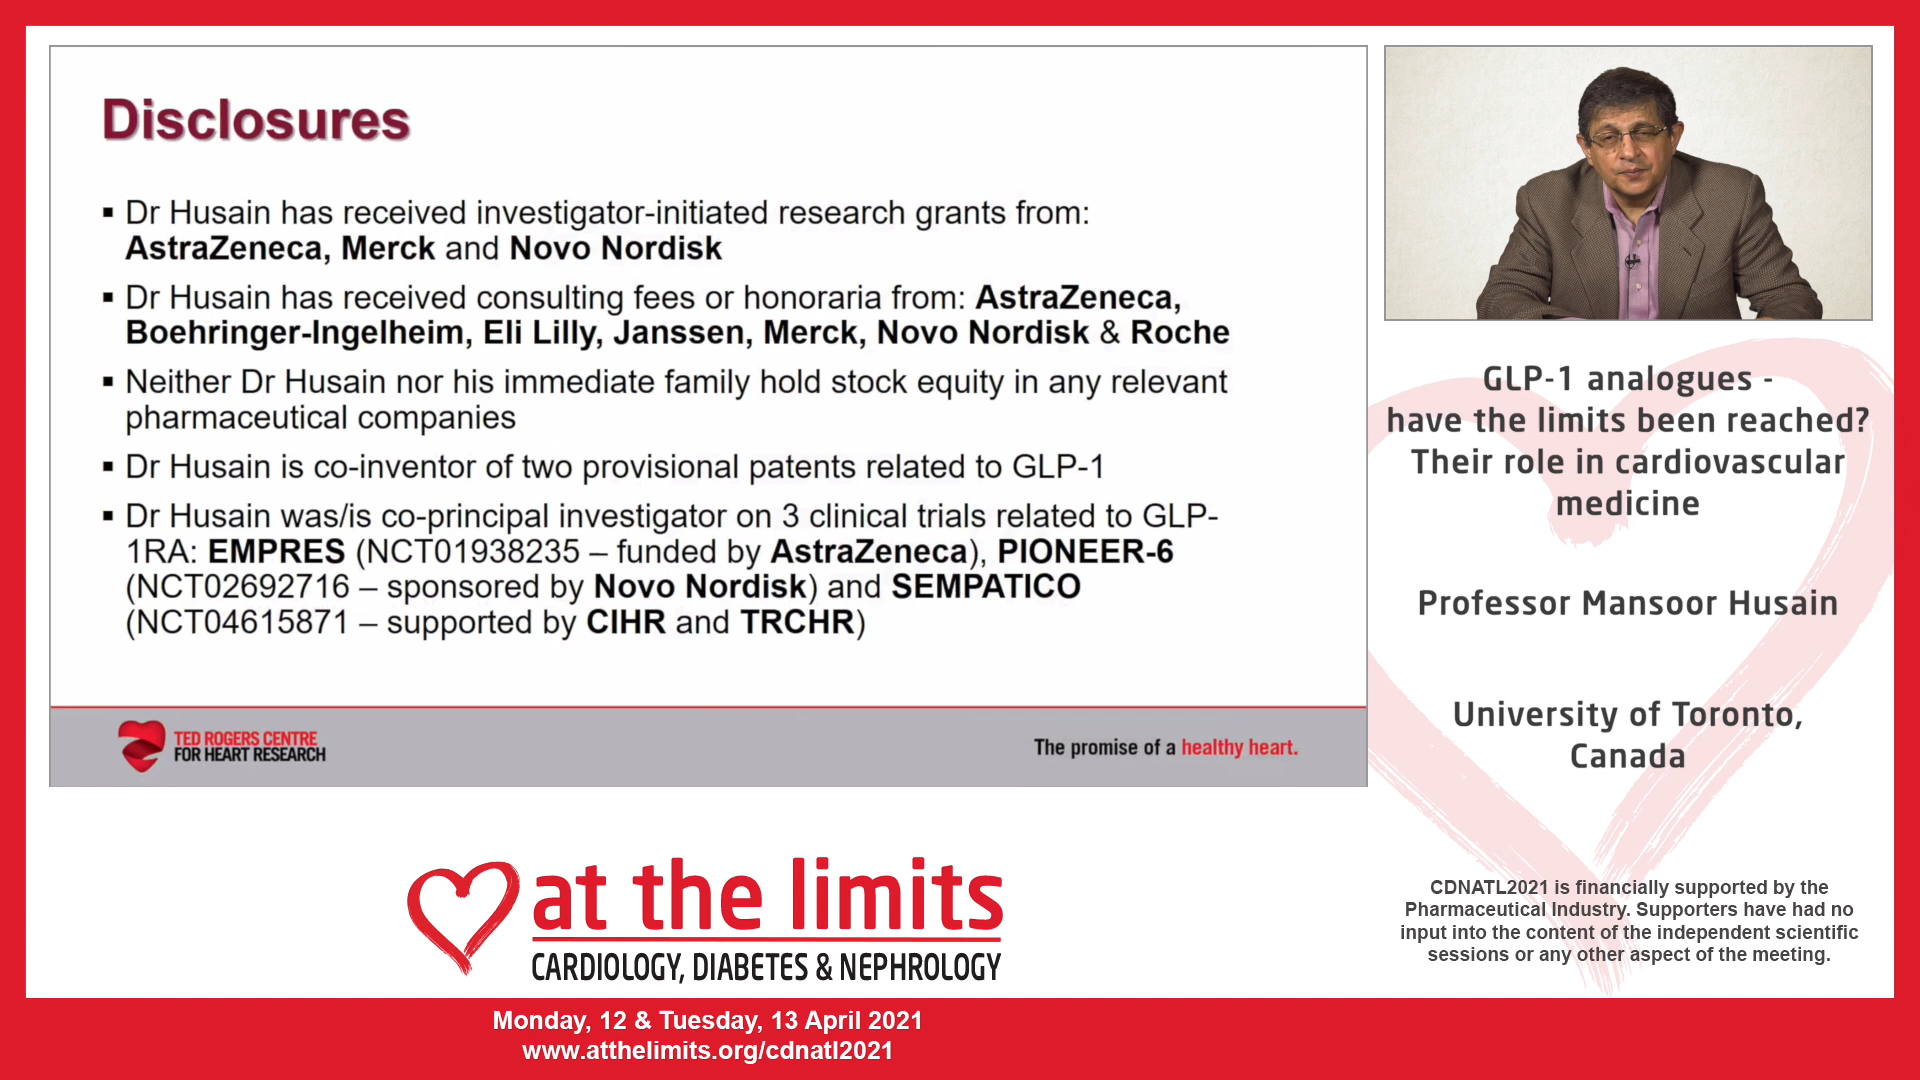 Disclosures
▪ Dr Husain has received investigator-initiated research grants from:
AstraZeneca, Merck and Novo Nordisk
▪ Dr Husain has received consulting fees or honoraria from: AstraZeneca,
Boehringer-Ingelheim, Eli Lilly, Janssen, Merck, Novo Nordisk & Roche
▪ Neither Dr Husain nor his immediate family hold stock equity in any relevant
pharmaceutical companies
▪ Dr Husain is co-inventor of two provisional patents related to GLP-1
▪ Dr Husain was/is co-principal investigator on 3 clinical trials related to GLP-
1RA: EMPRES (NCT01938235 – funded by AstraZeneca), PIONEER-6
(NCT02692716 – sponsored by Novo Nordisk) and SEMPATICO
(NCT04615871 – supported by CIHR and TRCHR)
TED ROGERS CENTRE
FOR HEART RESEARCH
The promise of a healthy heart.
GLP-1 analogues -
have the limits been reached?
Their role in cardiovascular
medicine
Professor Mansoor Husain
University of Toronto,
Canada
at the limits
CARDIOLOGY, DIABETES & NEPHROLOGY
CDNATL2021 is financially supported by the
Pharmaceutical Industry. Supporters have had no
input into the content of the independent scientific
sessions or any other aspect of the meeting.
Monday, 12 & Tuesday, 13 April 2021
www.atthelimits.org/cdnatl2021